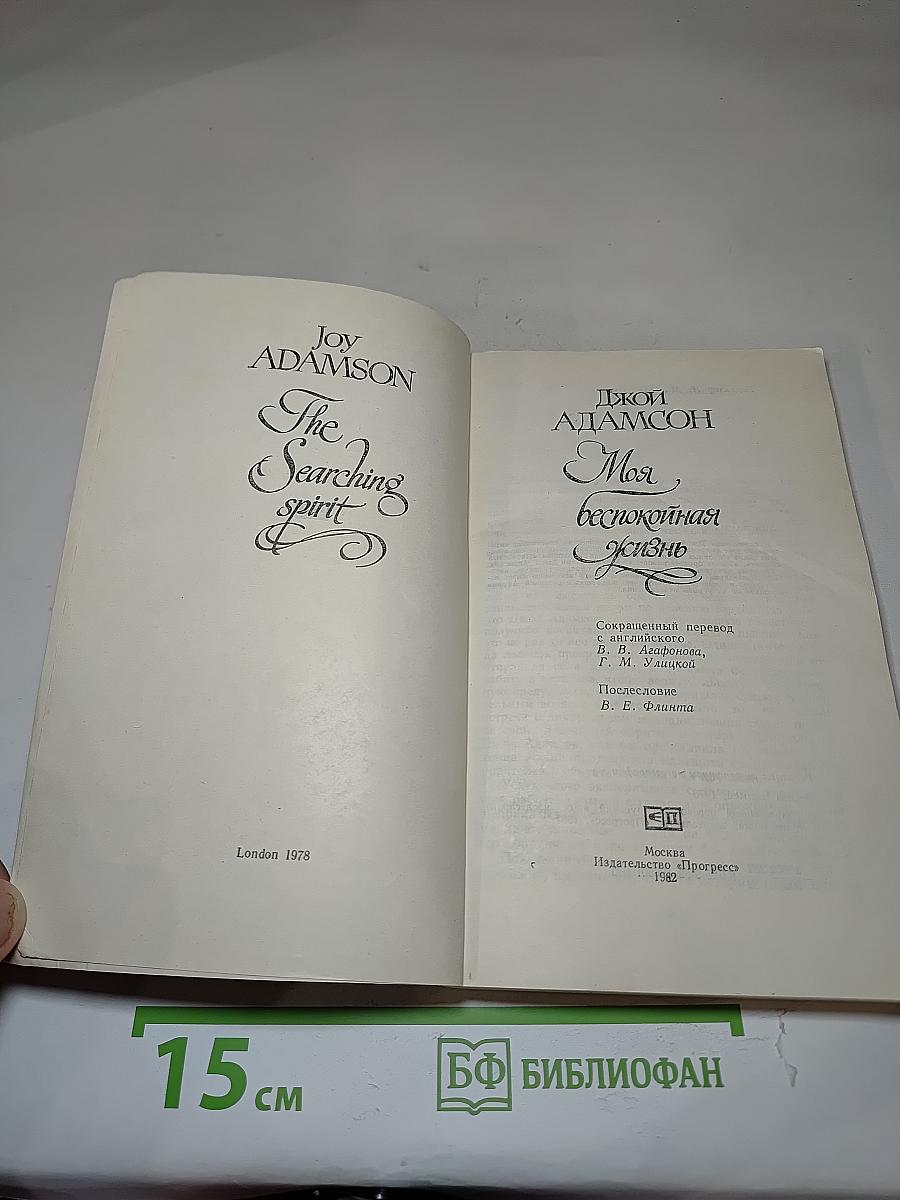 Joy
ADAMSON
The
Searching
spirit
London 1978
Джой
АДАМСОН
Моя
беспокойная
жизнь
Сокращенный перевод
с английского
В. В. Агафонова,
Г. М. Улицкой
Послесловие
В. Е. Флинта
Москва
Издательство «Прогресс»
1982
15 см
БФ БИБЛИОФАН